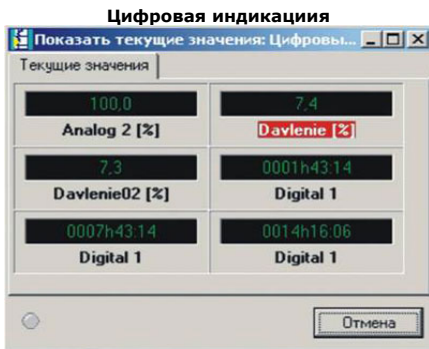 Цифровая индикациия
Показать текущие значения: Цифровы...
Текущие значения
100,0 7,4
Analog 2 [%] Davlenie [%]
7,3 0001h43:14
Davlenie02 [%] Digital 1
0007h43:14 0014h16:06
Digital 1 Digital 1
Отмена